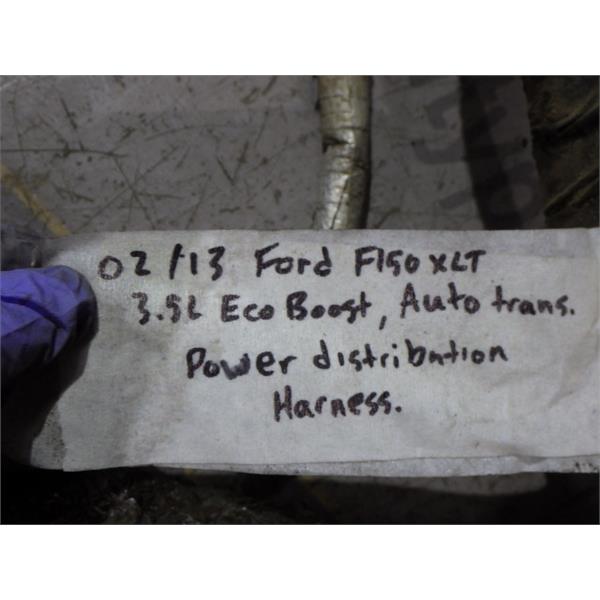 02/13 Ford F150 XLT
3.5L Eco Boost, Auto trans.
Power distribution
Harness.